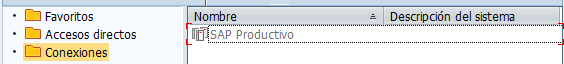 Favoritos
Accesos directos
Conexiones
Nombre Descripción del sistema
SAP Productivo